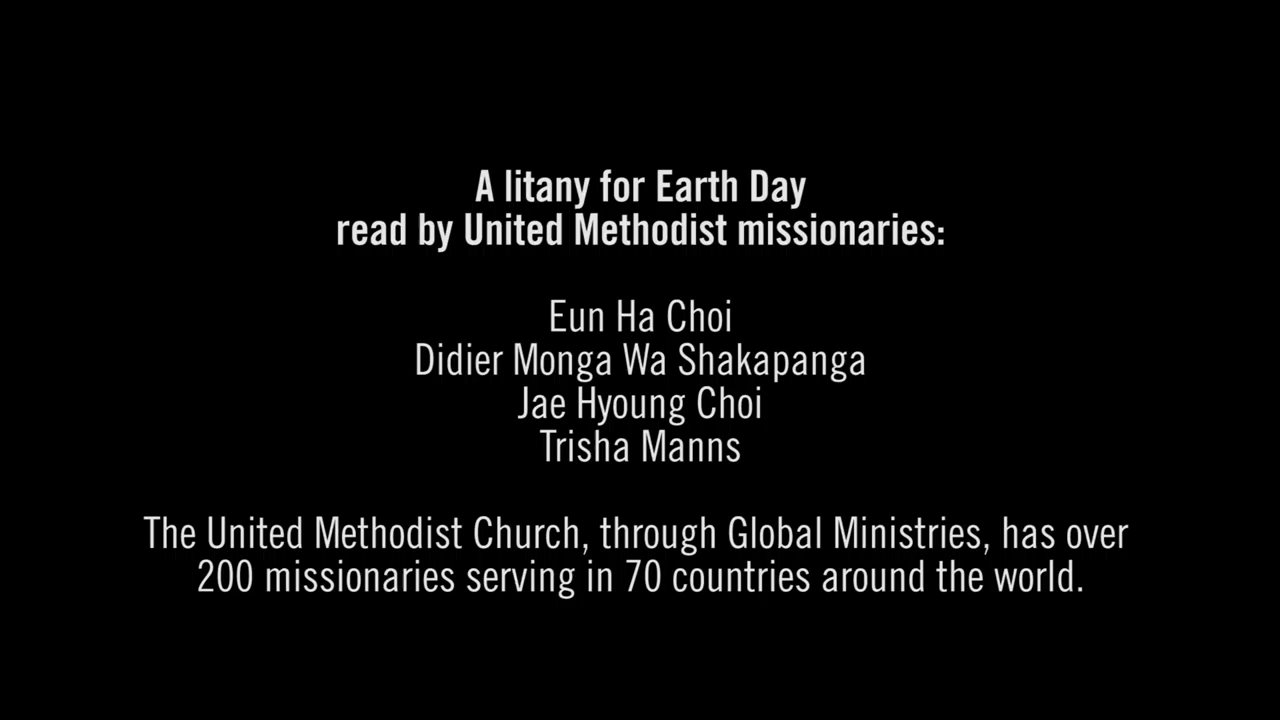 A litany for Earth Day
read by United Methodist missionaries:
Eun Ha Choi
Didier Monga Wa Shakapanga
Jae Hyoung Choi
Trisha Manns
The United Methodist Church, through Global Ministries, has over
200 missionaries serving in 70 countries around the world.